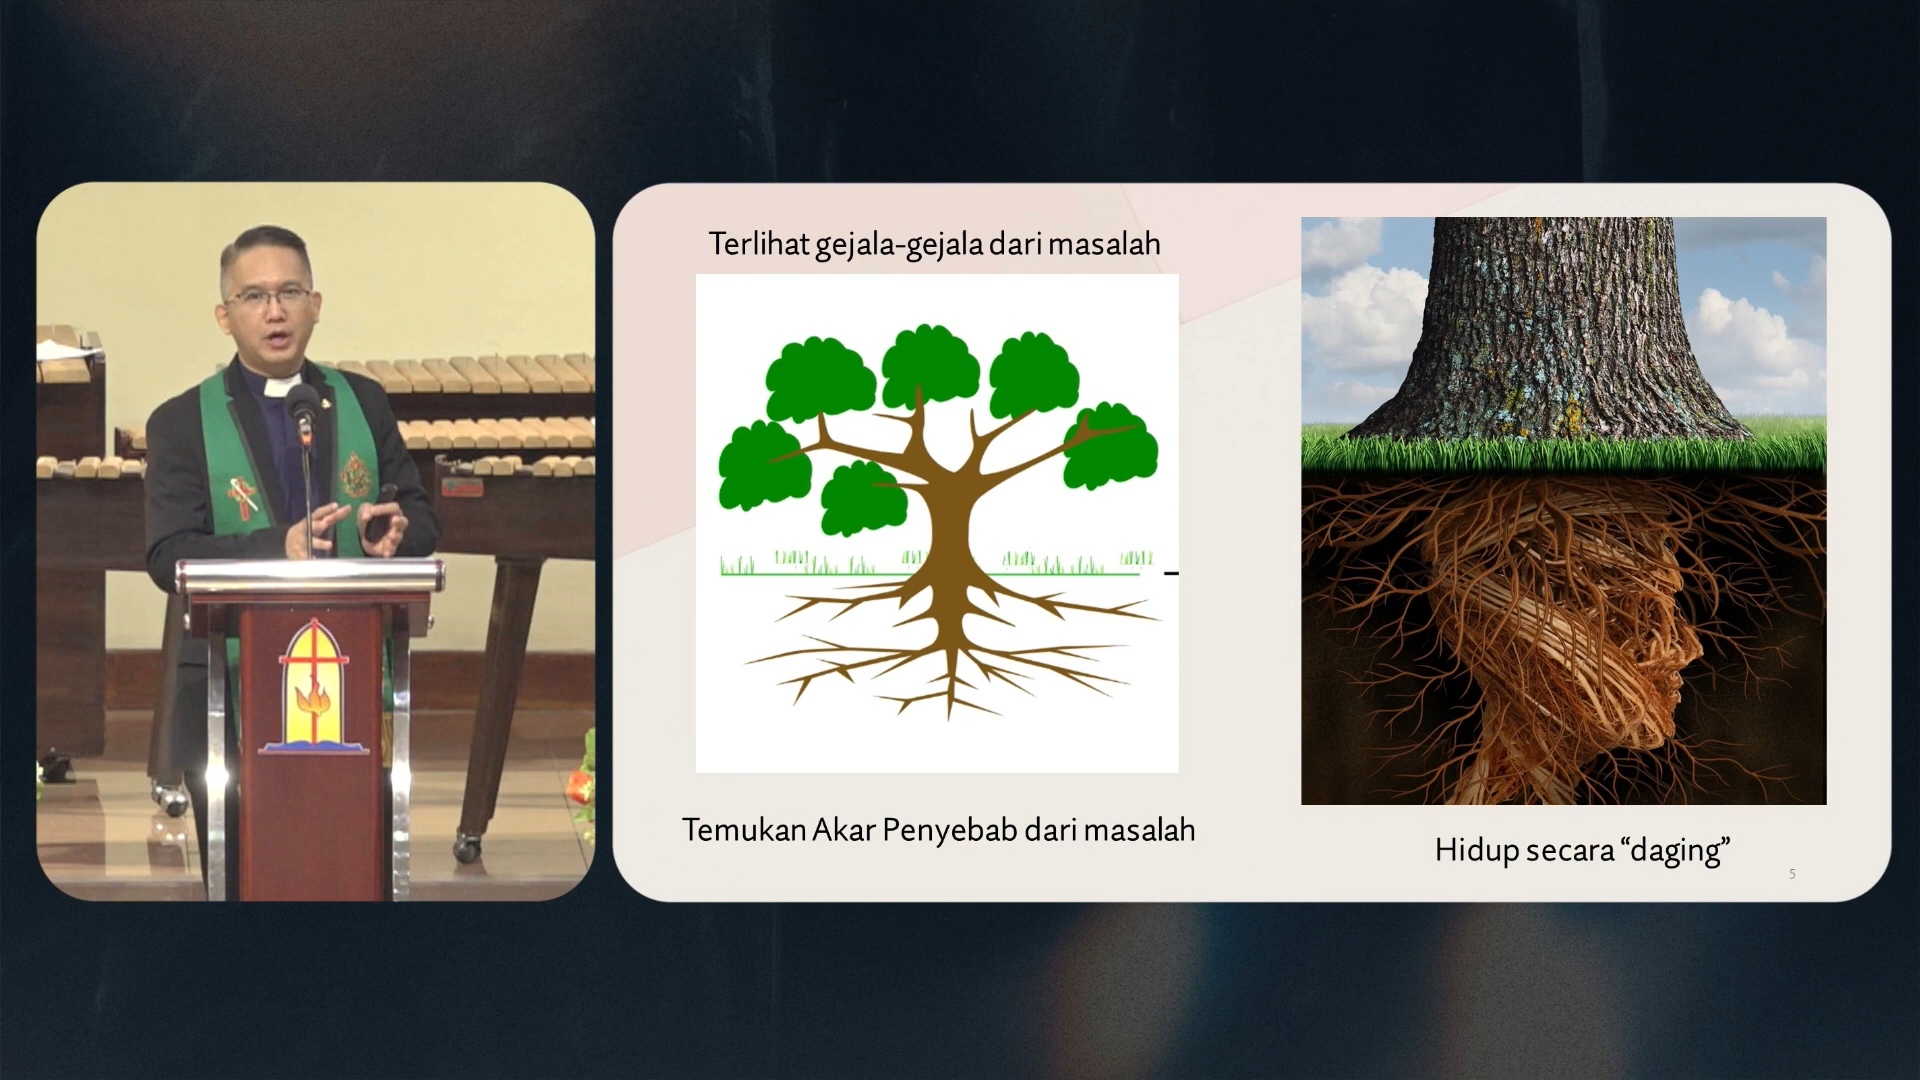 Terlihat gejala-gejala dari masalah
Temukan Akar Penyebab dari masalah
Hidup secara “daging”
5